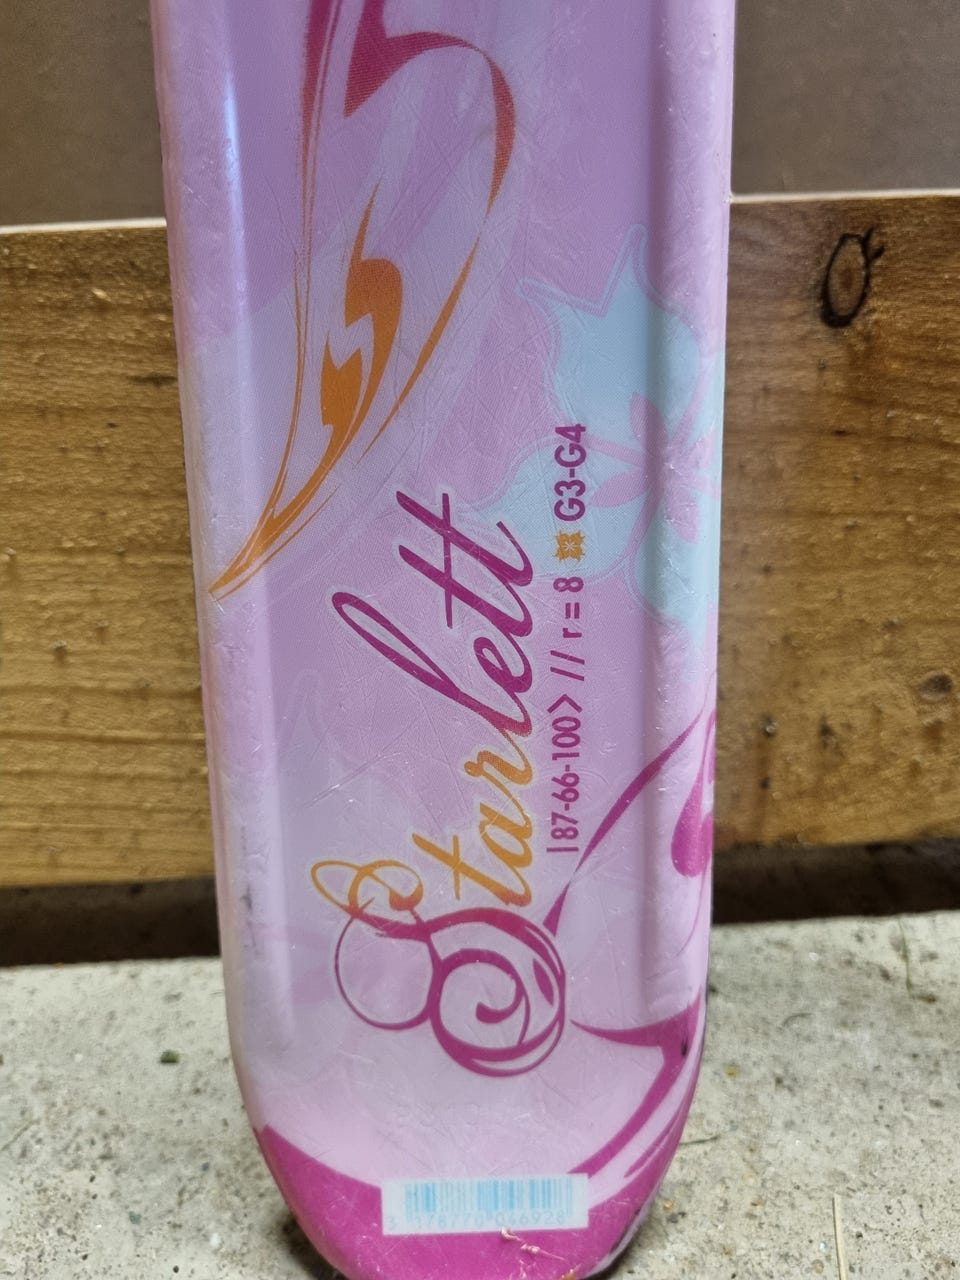 Starlett
|87-66-100> // r = 8 G3-G4